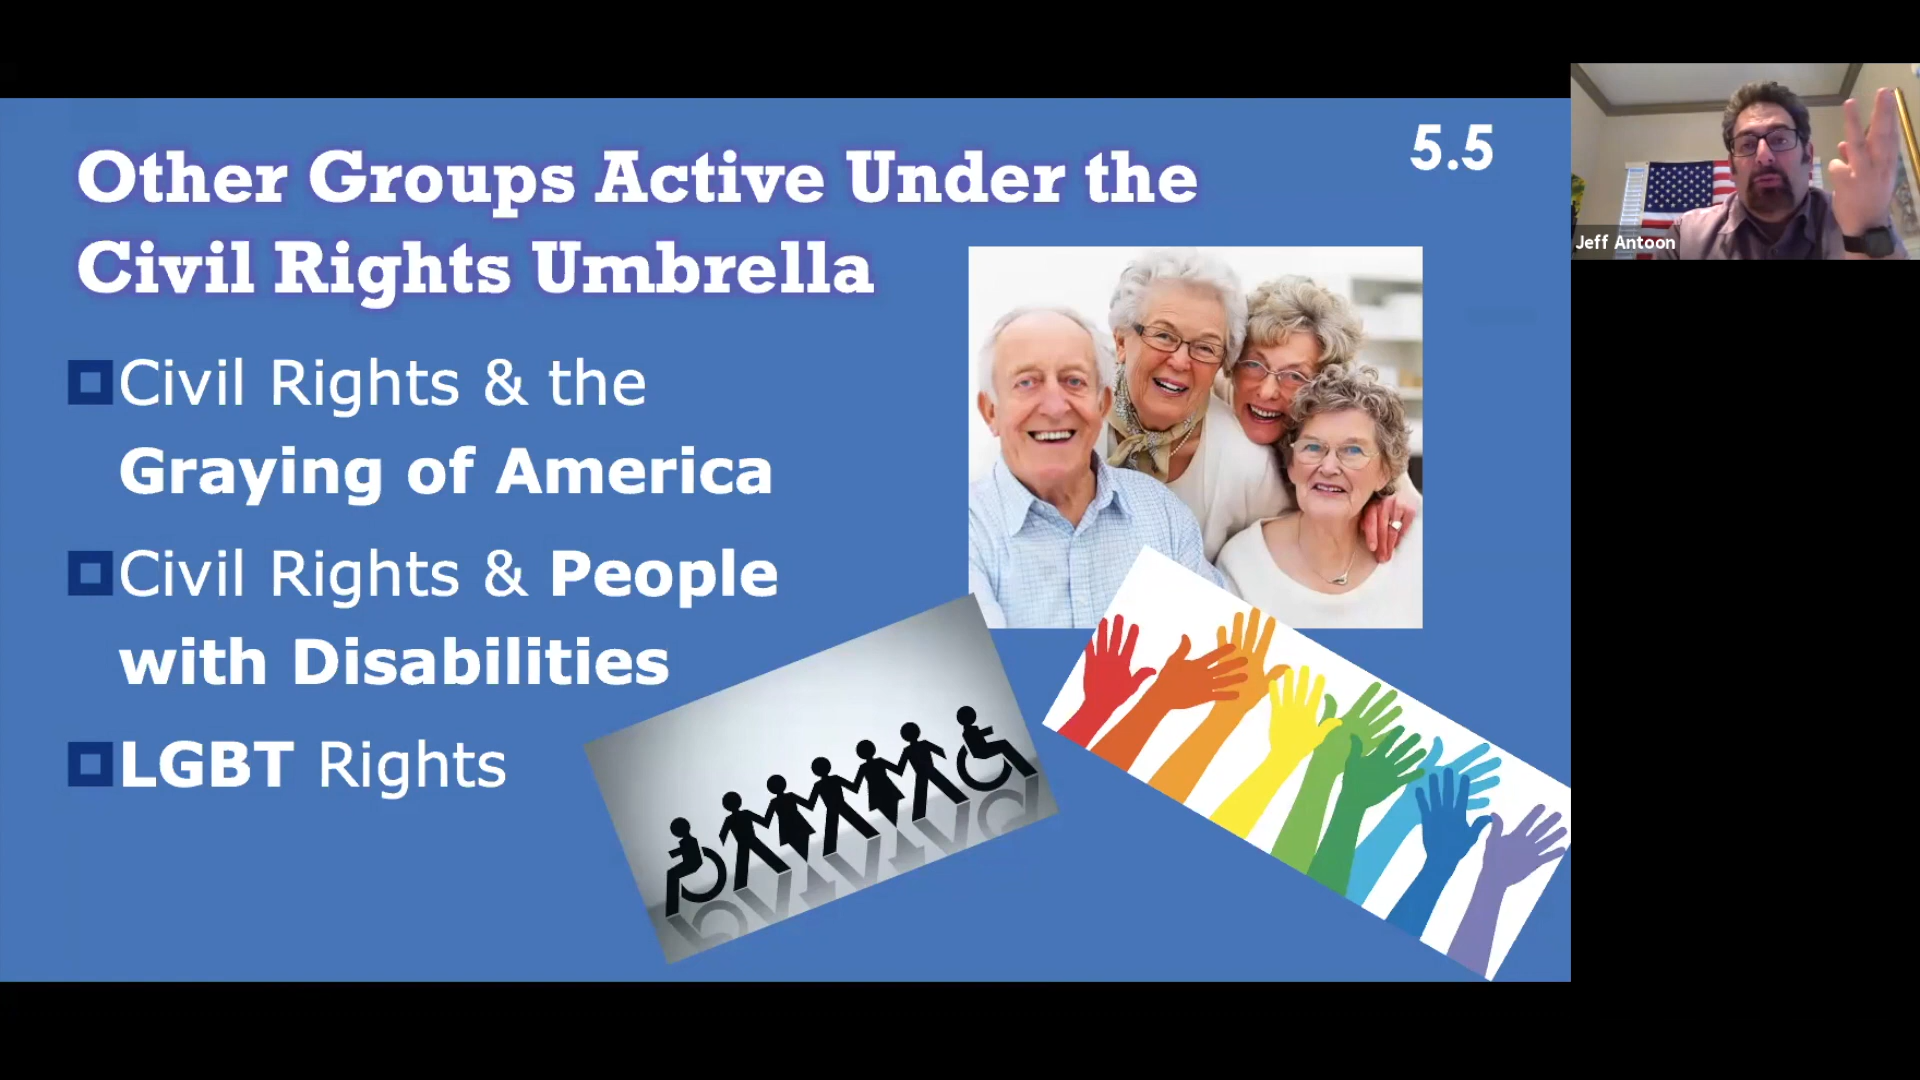 5.5
Other Groups Active Under the
Civil Rights Umbrella
Civil Rights & the
Graying of America
Civil Rights & People
with Disabilities
LGBT Rights
Jeff Antoon